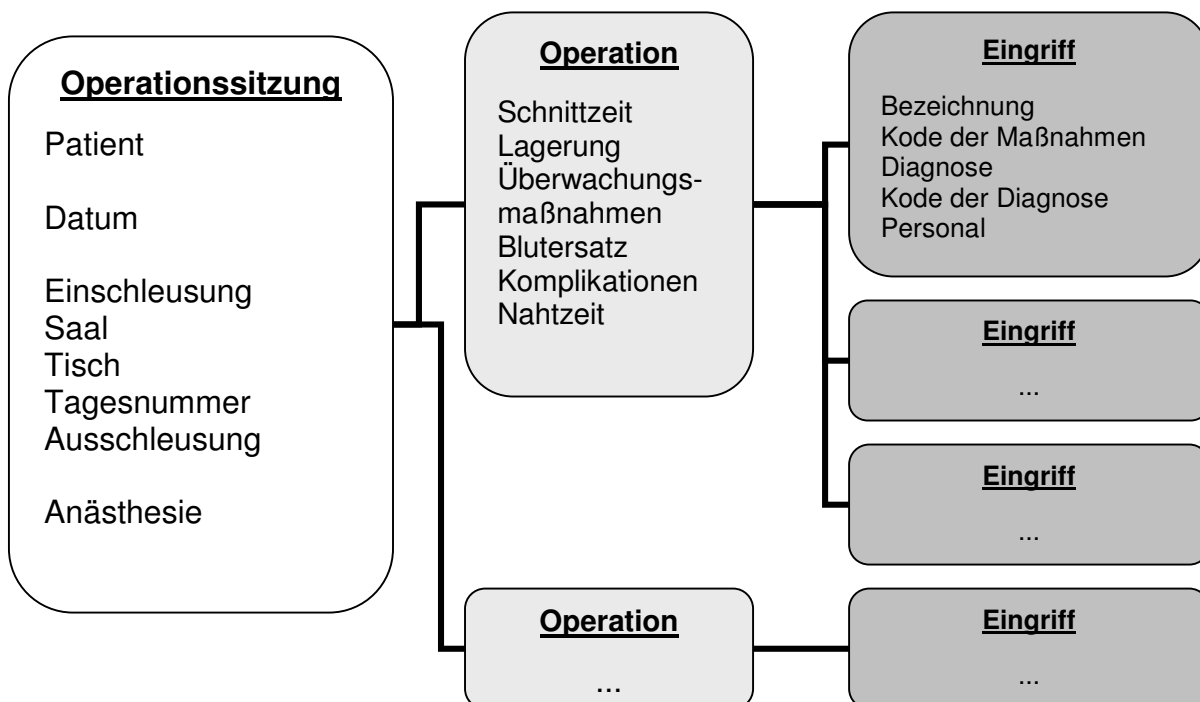 Operationssitzung
Patient
Datum
Einschleusung
Saal
Tisch
Tagesnummer
Ausschleusung
Anästhesie
Operation
Schnittzeit
Lagerung
Überwachungs-
maßnahmen
Blutersatz
Komplikationen
Nahtzeit
Operation
...
Eingriff
Bezeichnung
Kode der Maßnahmen
Diagnose
Kode der Diagnose
Personal
Eingriff
...
Eingriff
...
Eingriff
...